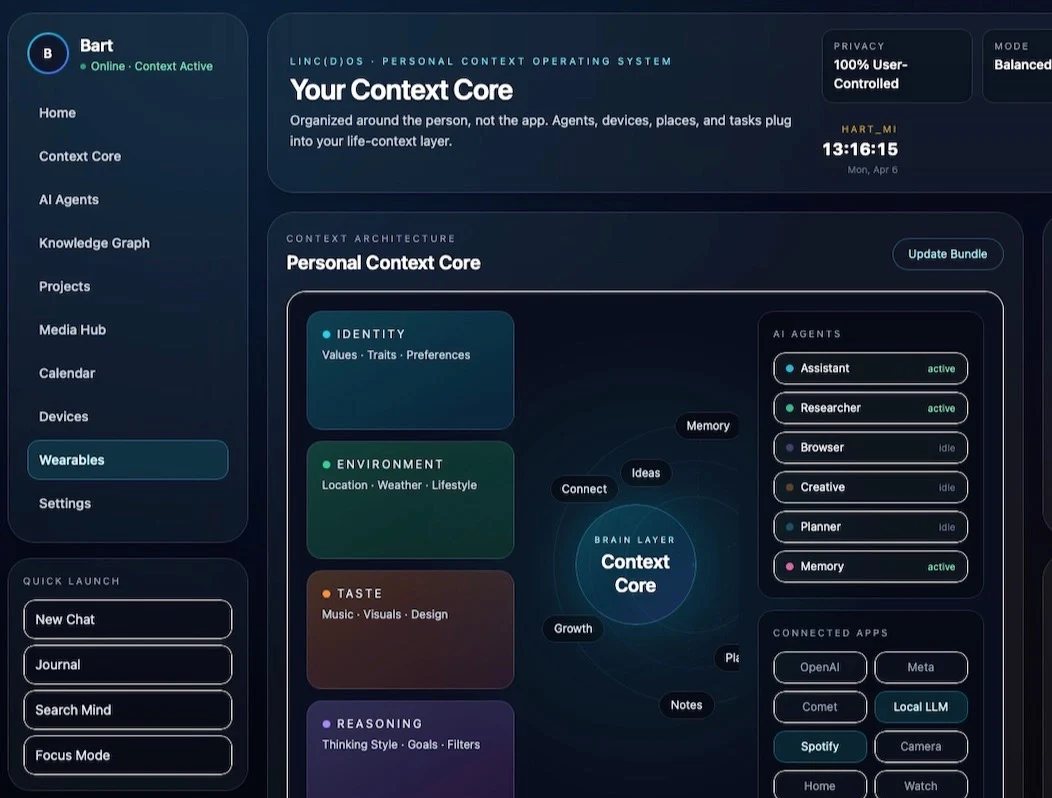 B
Bart
Online · Context Active
Home
Context Core
AI Agents
Knowledge Graph
Projects
Media Hub
Calendar
Devices
Wearables
Settings
QUICK LAUNCH
New Chat
Journal
Search Mind
Focus Mode
LINC(D)OS · PERSONAL CONTEXT OPERATING SYSTEM
Your Context Core
Organized around the person, not the app. Agents, devices, places, and tasks plug
into your life-context layer.
PRIVACY
100% User-
Controlled
MODE
Balanced
HART_MI
13:16:15
Mon, Apr 6
CONTEXT ARCHITECTURE
Personal Context Core
Update Bundle
IDENTITY
Values · Traits · Preferences
ENVIRONMENT
Location · Weather · Lifestyle
TASTE
Music · Visuals · Design
REASONING
Thinking Style · Goals · Filters
Memory
Ideas
Connect
BRAIN LAYER
Context
Core
Growth
Pla
Notes
AI AGENTS
Assistant active
Researcher active
Browser idle
Creative idle
Planner idle
Memory active
CONNECTED APPS
OpenAI Meta
Comet Local LLM
Spotify Camera
Home Watch